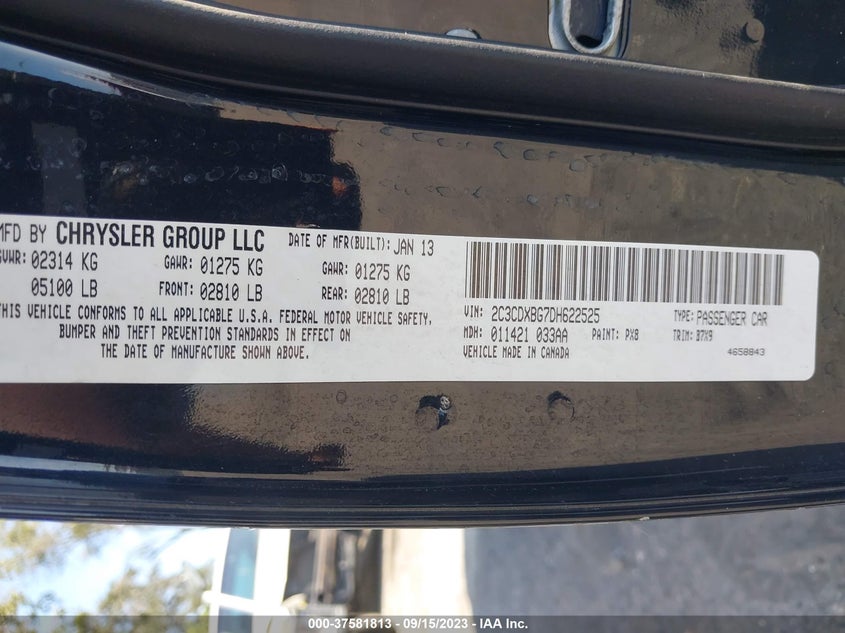 MFD BY CHRYSLER GROUP LLC DATE OF MFR(BUILT): JAN 13
GVWR: 02314 KG GAWR: 01275 KG GAWR: 01275 KG
05100 LB FRONT: 02810 LB REAR: 02810 LB
THIS VEHICLE CONFORMS TO ALL APPLICABLE U.S.A. FEDERAL MOTOR VEHICLE SAFETY,
BUMPER AND THEFT PREVENTION STANDARDS IN EFFECT ON
THE DATE OF MANUFACTURE SHOWN ABOVE.
VIN: 2C3CDXBG7DH622525 TYPE: PASSENGER CAR
MDH: 011421 033AA PAINT: PX8 TRIM: B7X9
VEHICLE MADE IN CANADA 4658843
000-37581813 - 09/15/2023 - IAA Inc.